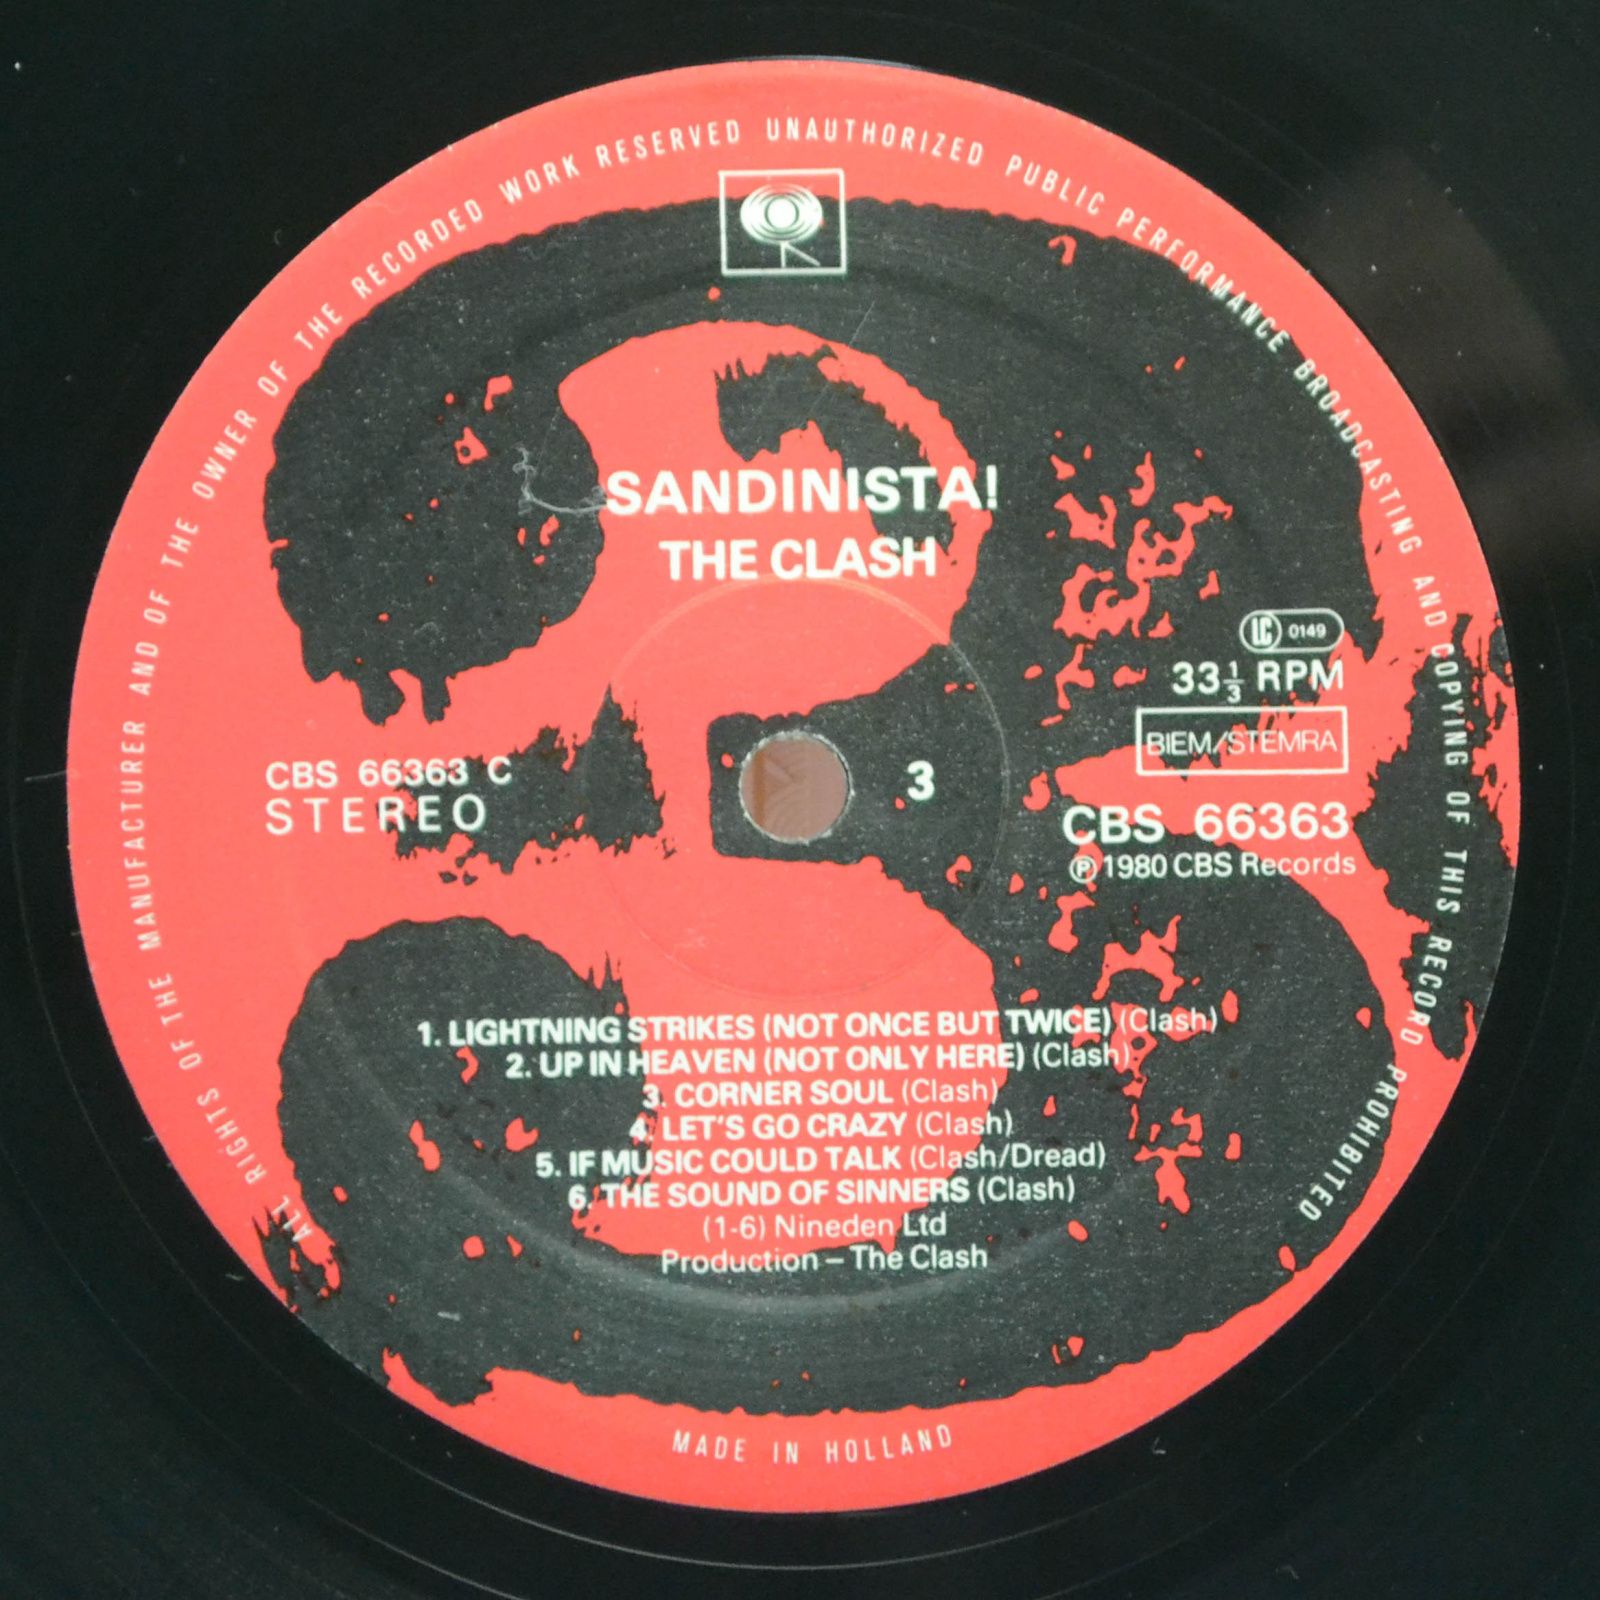 ALL RIGHTS OF THE MANUFACTURER AND OF THE OWNER OF THE RECORDED WORK RESERVED UNAUTHORIZED PUBLIC PERFORMANCE BROADCASTING AND COPYING OF THIS RECORD PROHIBITED
SANDINISTA!
THE CLASH
LC 0149
33 1/3 RPM
BIEM/STEMRA
CBS 66363 C
STEREO
3
CBS 66363
℗ 1980 CBS Records
1. LIGHTNING STRIKES (NOT ONCE BUT TWICE) (Clash)
2. UP IN HEAVEN (NOT ONLY HERE) (Clash)
3. CORNER SOUL (Clash)
4. LET'S GO CRAZY (Clash)
5. IF MUSIC COULD TALK (Clash/Dread)
6. THE SOUND OF SINNERS (Clash)
(1-6) Nineden Ltd
Production – The Clash
MADE IN HOLLAND